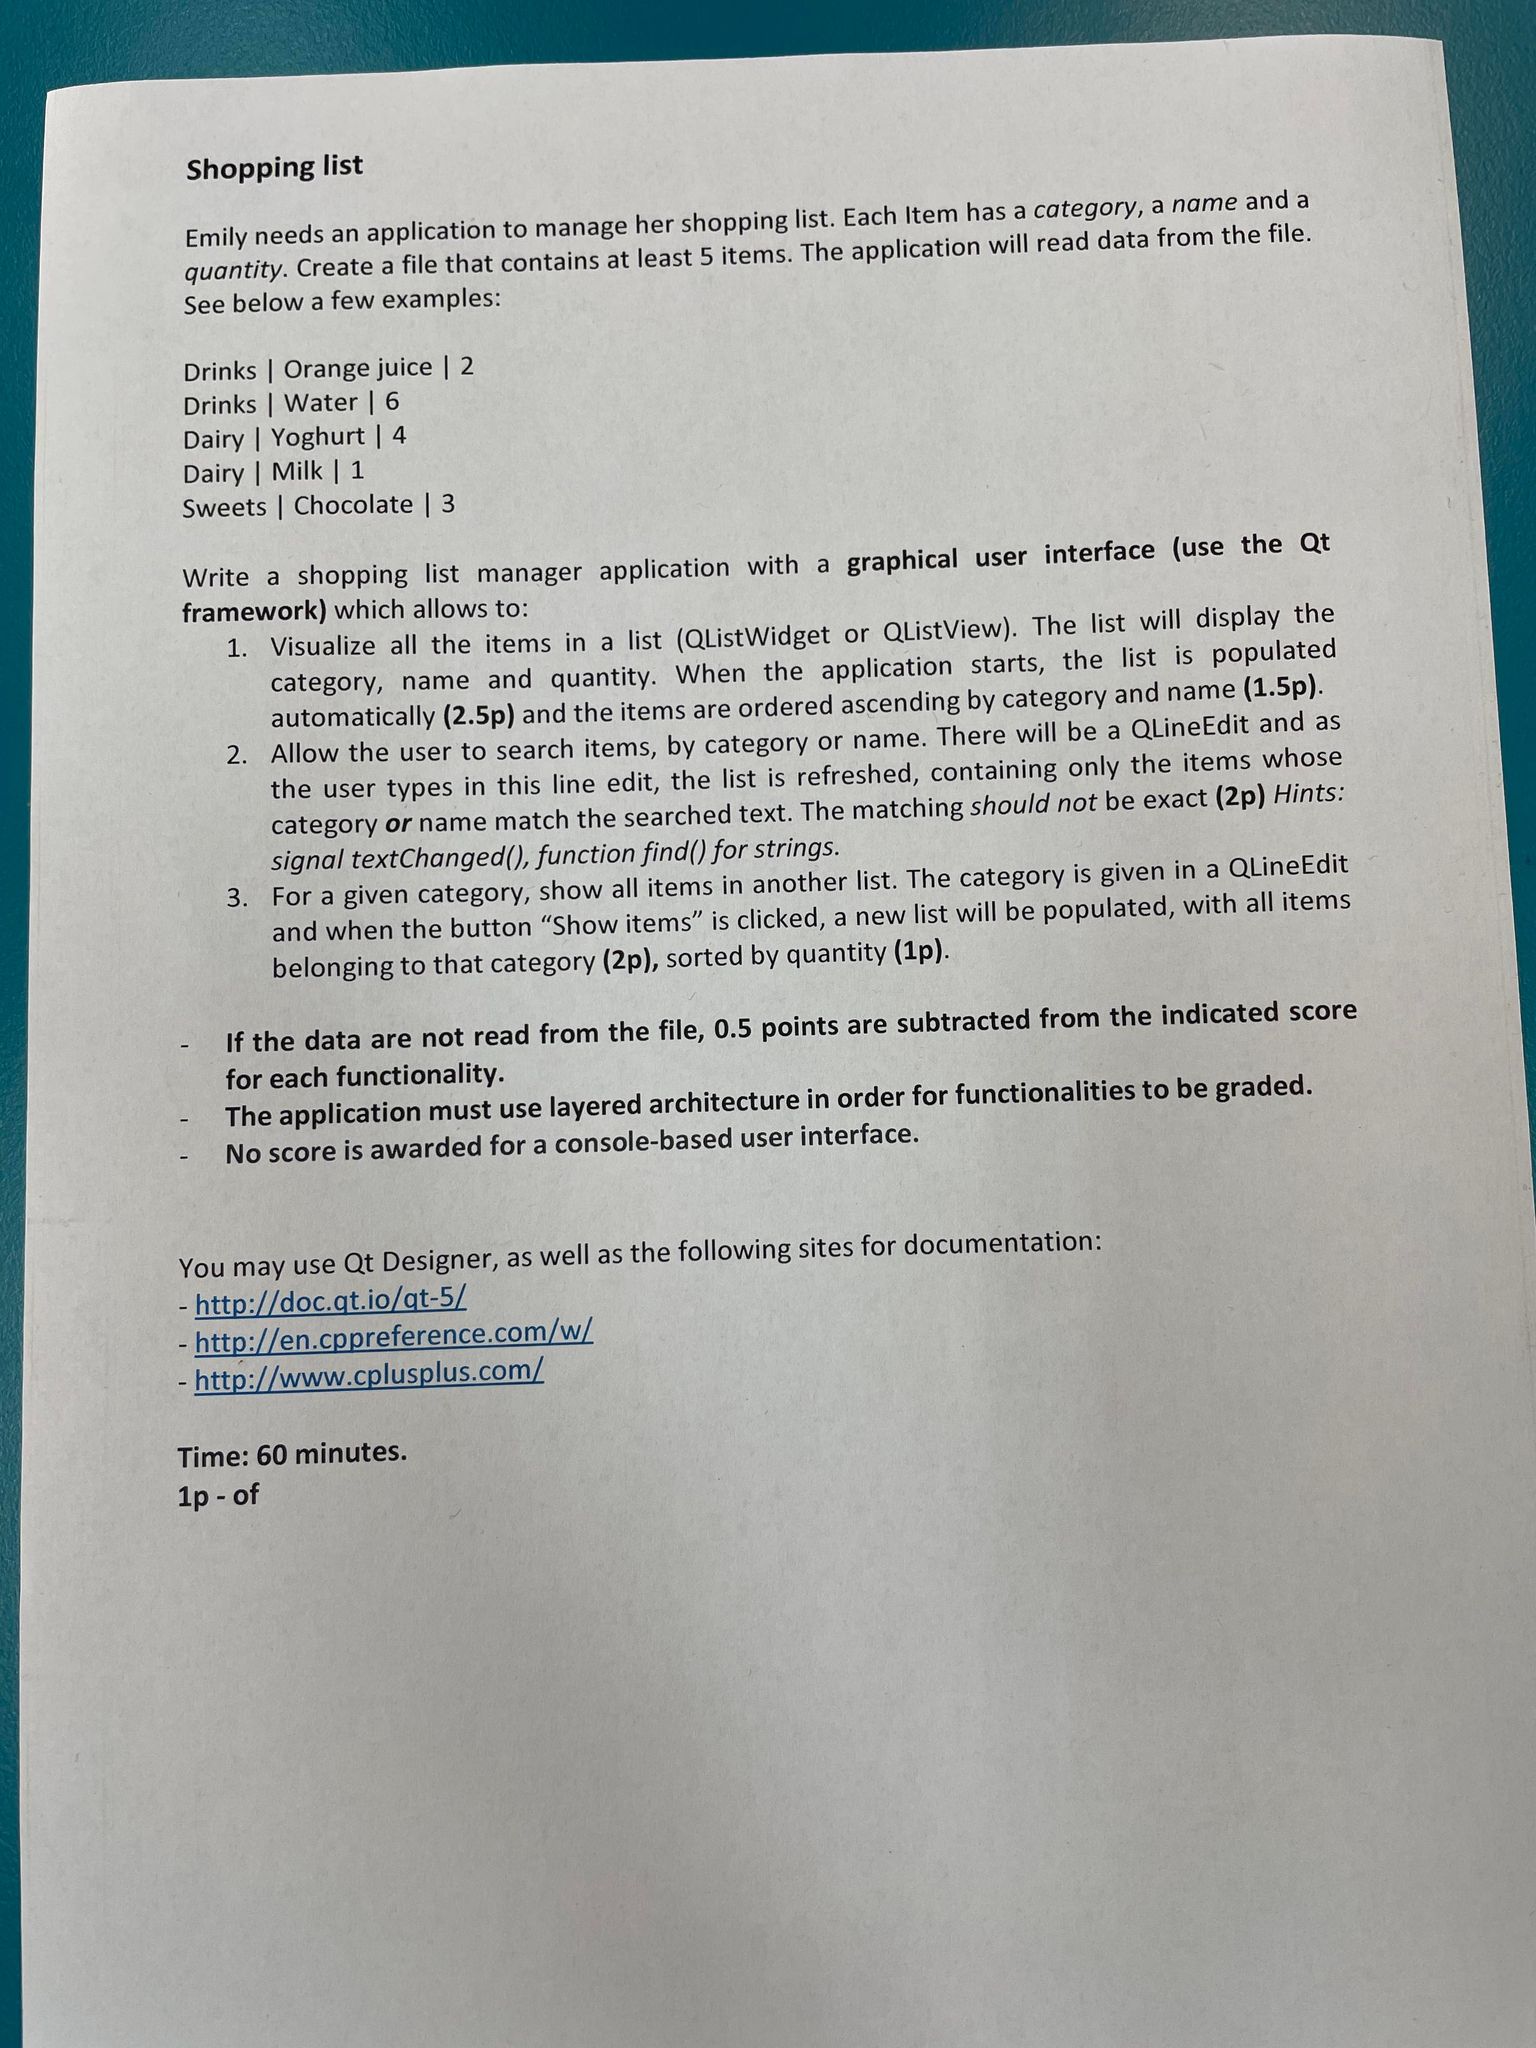 Shopping list
Emily needs an application to manage her shopping list. Each Item has a category, a name and a
quantity. Create a file that contains at least 5 items. The application will read data from the file.
See below a few examples:
Drinks | Orange juice | 2
Drinks | Water | 6
Dairy | Yoghurt | 4
Dairy | Milk | 1
Sweets | Chocolate | 3
Write a shopping list manager application with a graphical user interface (use the Qt
framework) which allows to:
1. Visualize all the items in a list (QListWidget or QListView). The list will display the
category, name and quantity. When the application starts, the list is populated
automatically (2.5p) and the items are ordered ascending by category and name (1.5p).
2. Allow the user to search items, by category or name. There will be a QLineEdit and as
the user types in this line edit, the list is refreshed, containing only the items whose
category or name match the searched text. The matching should not be exact (2p) Hints:
signal textChanged(), function find() for strings.
3. For a given category, show all items in another list. The category is given in a QLineEdit
and when the button “Show items” is clicked, a new list will be populated, with all items
belonging to that category (2p), sorted by quantity (1p).
- If the data are not read from the file, 0.5 points are subtracted from the indicated score
for each functionality.
- The application must use layered architecture in order for functionalities to be graded.
- No score is awarded for a console-based user interface.
You may use Qt Designer, as well as the following sites for documentation:
- http://doc.qt.io/qt-5/
- http://en.cppreference.com/w/
- http://www.cplusplus.com/
Time: 60 minutes.
1p - of